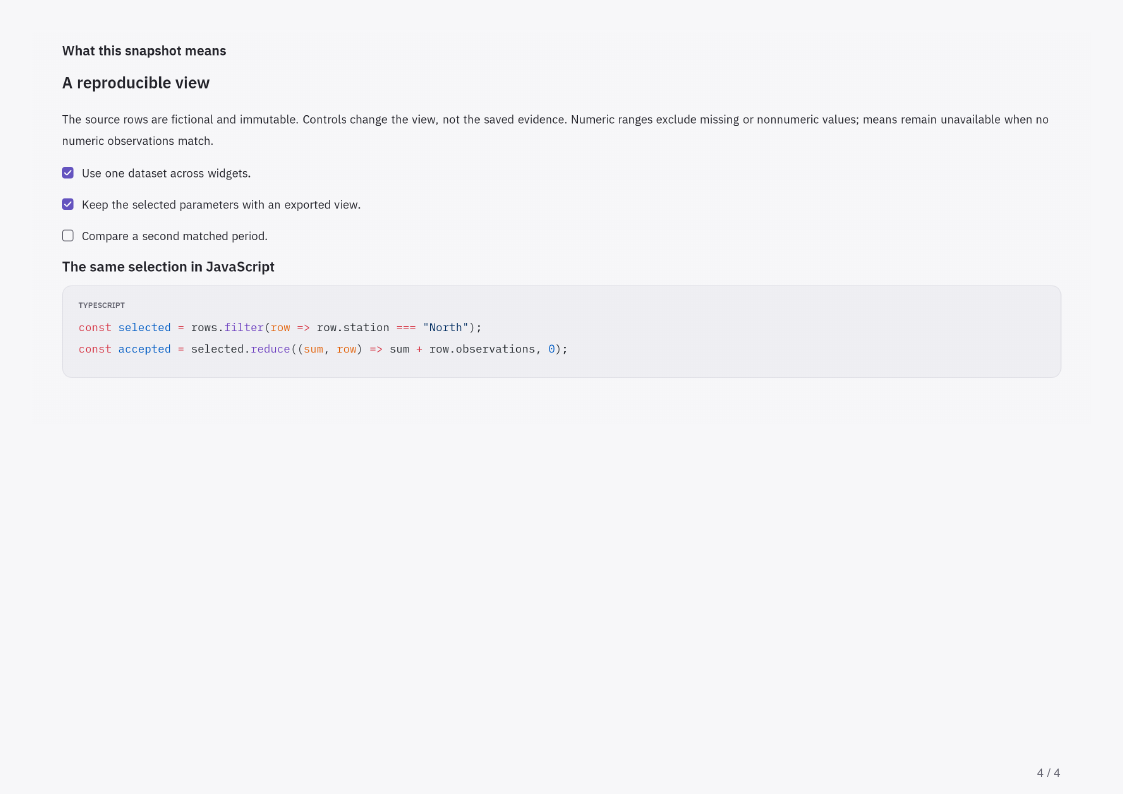 What this snapshot means
A reproducible view
The source rows are fictional and immutable. Controls change the view, not the saved evidence. Numeric ranges exclude missing or nonnumeric values; means remain unavailable when no
numeric observations match.
Use one dataset across widgets.
Keep the selected parameters with an exported view.
Compare a second matched period.
The same selection in JavaScript
TYPESCRIPT
const selected = rows.filter(row => row.station === "North");
const accepted = selected.reduce((sum, row) => sum + row.observations, 0);
4 / 4